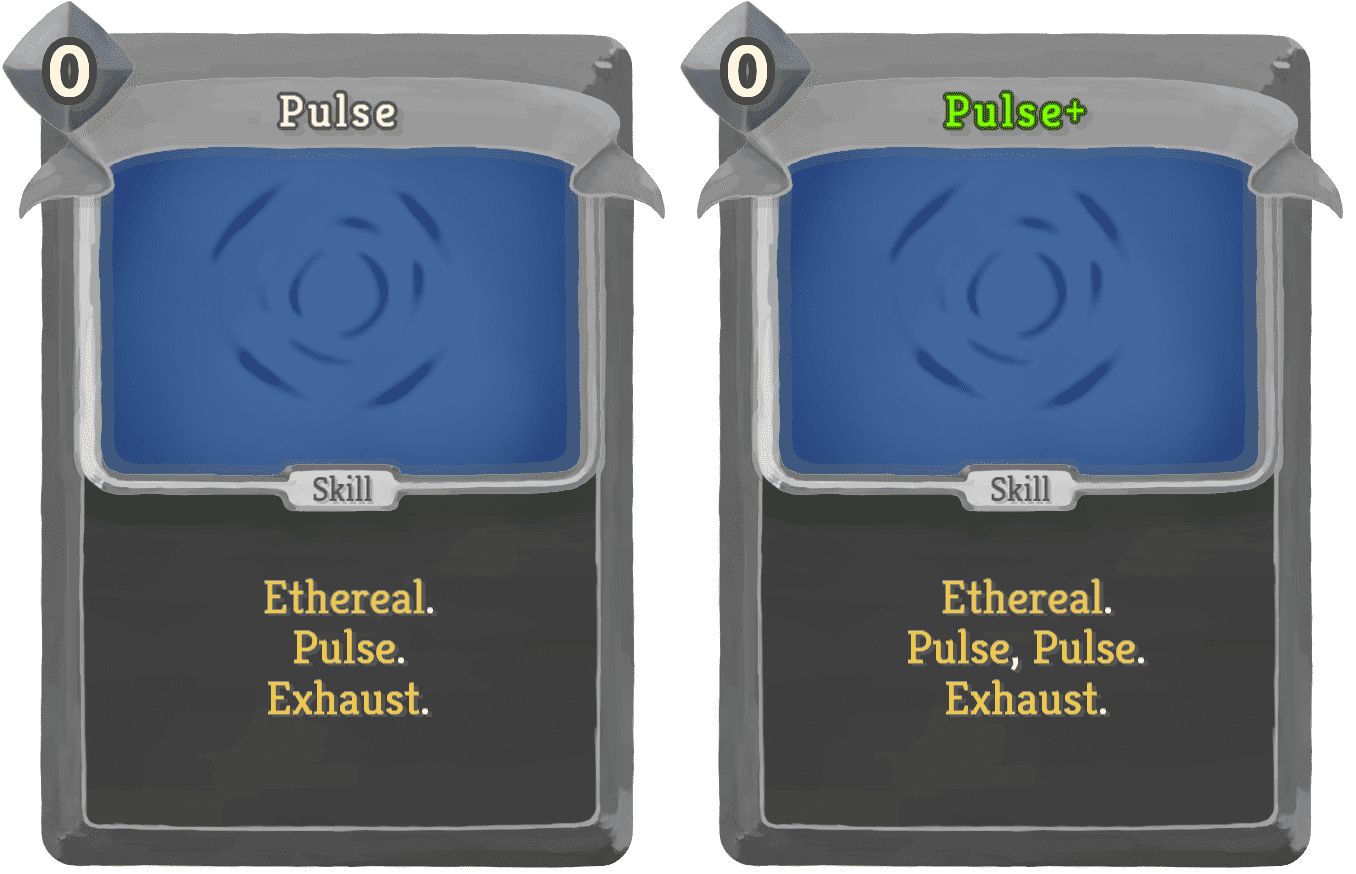 0
Pulse
Skill
Ethereal.
Pulse.
Exhaust.
0
Pulse+
Skill
Ethereal.
Pulse, Pulse.
Exhaust.